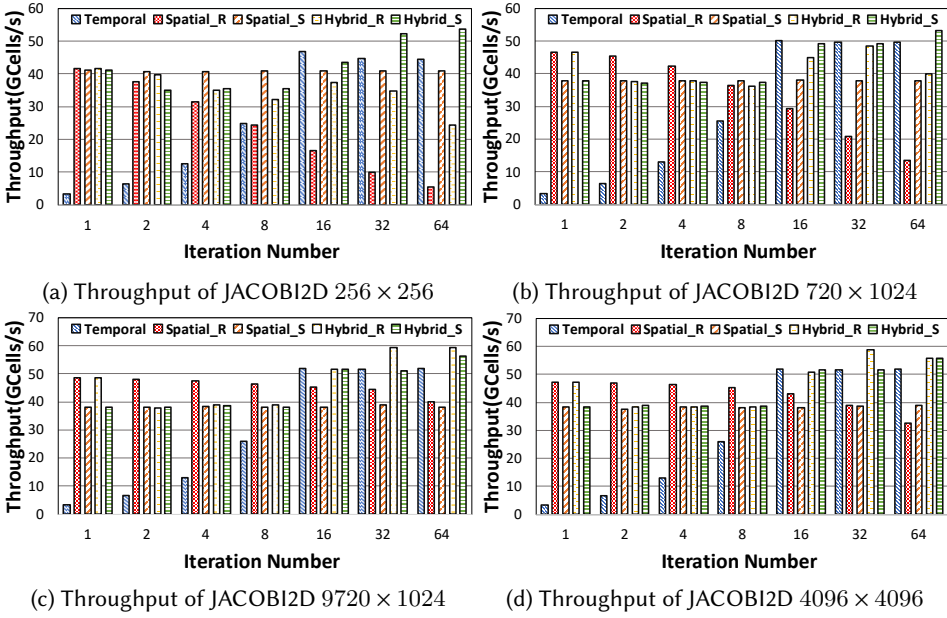 Temporal Spatial_R Spatial_S Hybrid_R Hybrid_S
Throughput(GCells/s)
60
50
40
30
20
10
0
1 2 4 8 16 32 64
Iteration Number
(a) Throughput of JACOBI2D 256 × 256
Temporal Spatial_R Spatial_S Hybrid_R Hybrid_S
Throughput(GCells/s)
60
50
40
30
20
10
0
1 2 4 8 16 32 64
Iteration Number
(b) Throughput of JACOBI2D 720 × 1024
Temporal Spatial_R Spatial_S Hybrid_R Hybrid_S
Throughput(GCells/s)
70
60
50
40
30
20
10
0
1 2 4 8 16 32 64
Iteration Number
(c) Throughput of JACOBI2D 9720 × 1024
Temporal Spatial_R Spatial_S Hybrid_R Hybrid_S
Throughput(GCells/s)
70
60
50
40
30
20
10
0
1 2 4 8 16 32 64
Iteration Number
(d) Throughput of JACOBI2D 4096 × 4096